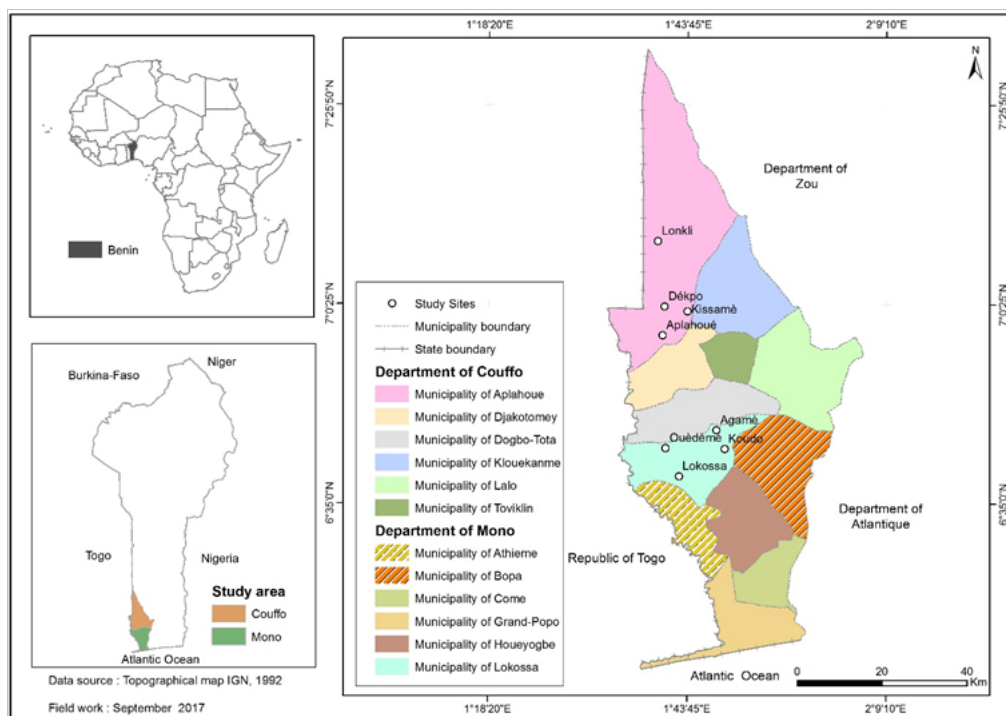 1°18'20"E
1°43'45"E
2°9'10"E
7°25'50"N
7°0'25"N
6°35'0"N
Benin
Burkina-Faso
Niger
Togo
Nigeria
Study area
Couffo
Mono
Atlantic Ocean
Data source : Topographical map IGN, 1992
Field work : September 2017
Study Sites
Municipality boundary
State boundary
Department of Couffo
Municipality of Aplahoue
Municipality of Djakotomey
Municipality of Dogbo-Tota
Municipality of Klouekanme
Municipality of Lalo
Municipality of Toviklin
Department of Mono
Municipality of Athieme
Municipality of Bopa
Municipality of Come
Municipality of Grand-Popo
Municipality of Houeyogbe
Municipality of Lokossa
N
7°25'50"N
Department of
Zou
Lonkli
Dékpo
Kissamè
Aplahoué
7°0'25"N
Agamè
Ouèdèmè
Koudo
Lokossa
6°35'0"N
Department of
Atlantique
Republic of Togo
Atlantic Ocean
0
20
40
Km
1°18'20"E
1°43'45"E
2°9'10"E